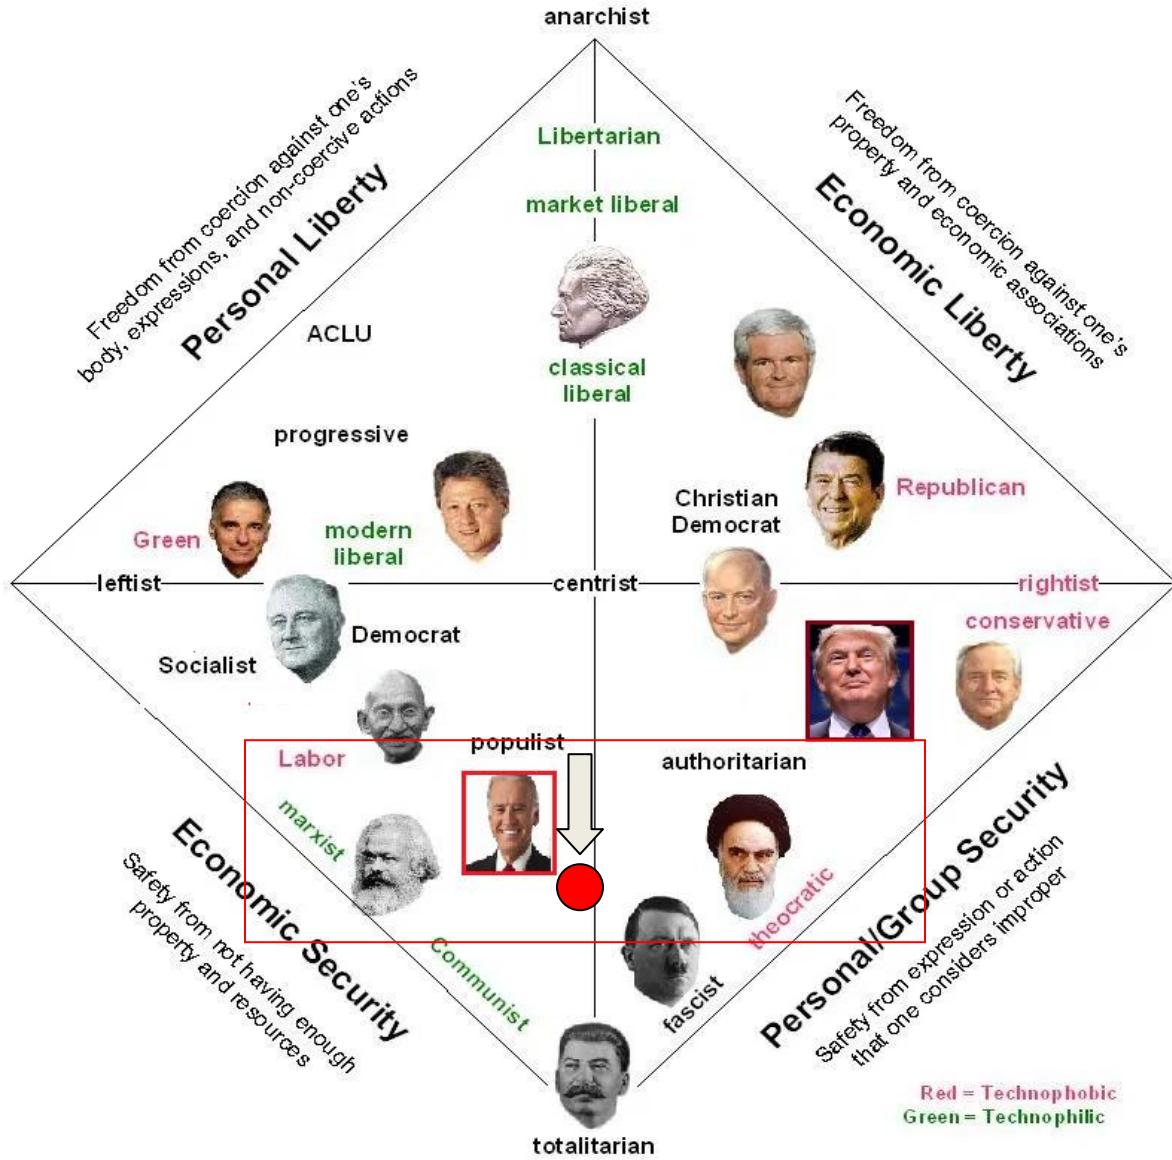 anarchist
Freedom from coercion against one's
body, expressions, and non-coercive actions
Personal Liberty
Freedom from coercion against one's
property and economic associations
Economic Liberty
Libertarian
market liberal
ACLU
classical
liberal
progressive
Green
modern
liberal
Christian
Democrat
Republican
leftist
centrist
rightist
conservative
Democrat
Socialist
populist
Labor
authoritarian
marxist
theocratic
Economic Security
Safety from not having enough
property and resources
Personal/Group Security
Safety from expression or action
that one considers improper
Communist
fascist
totalitarian
Red = Technophobic
Green = Technophilic